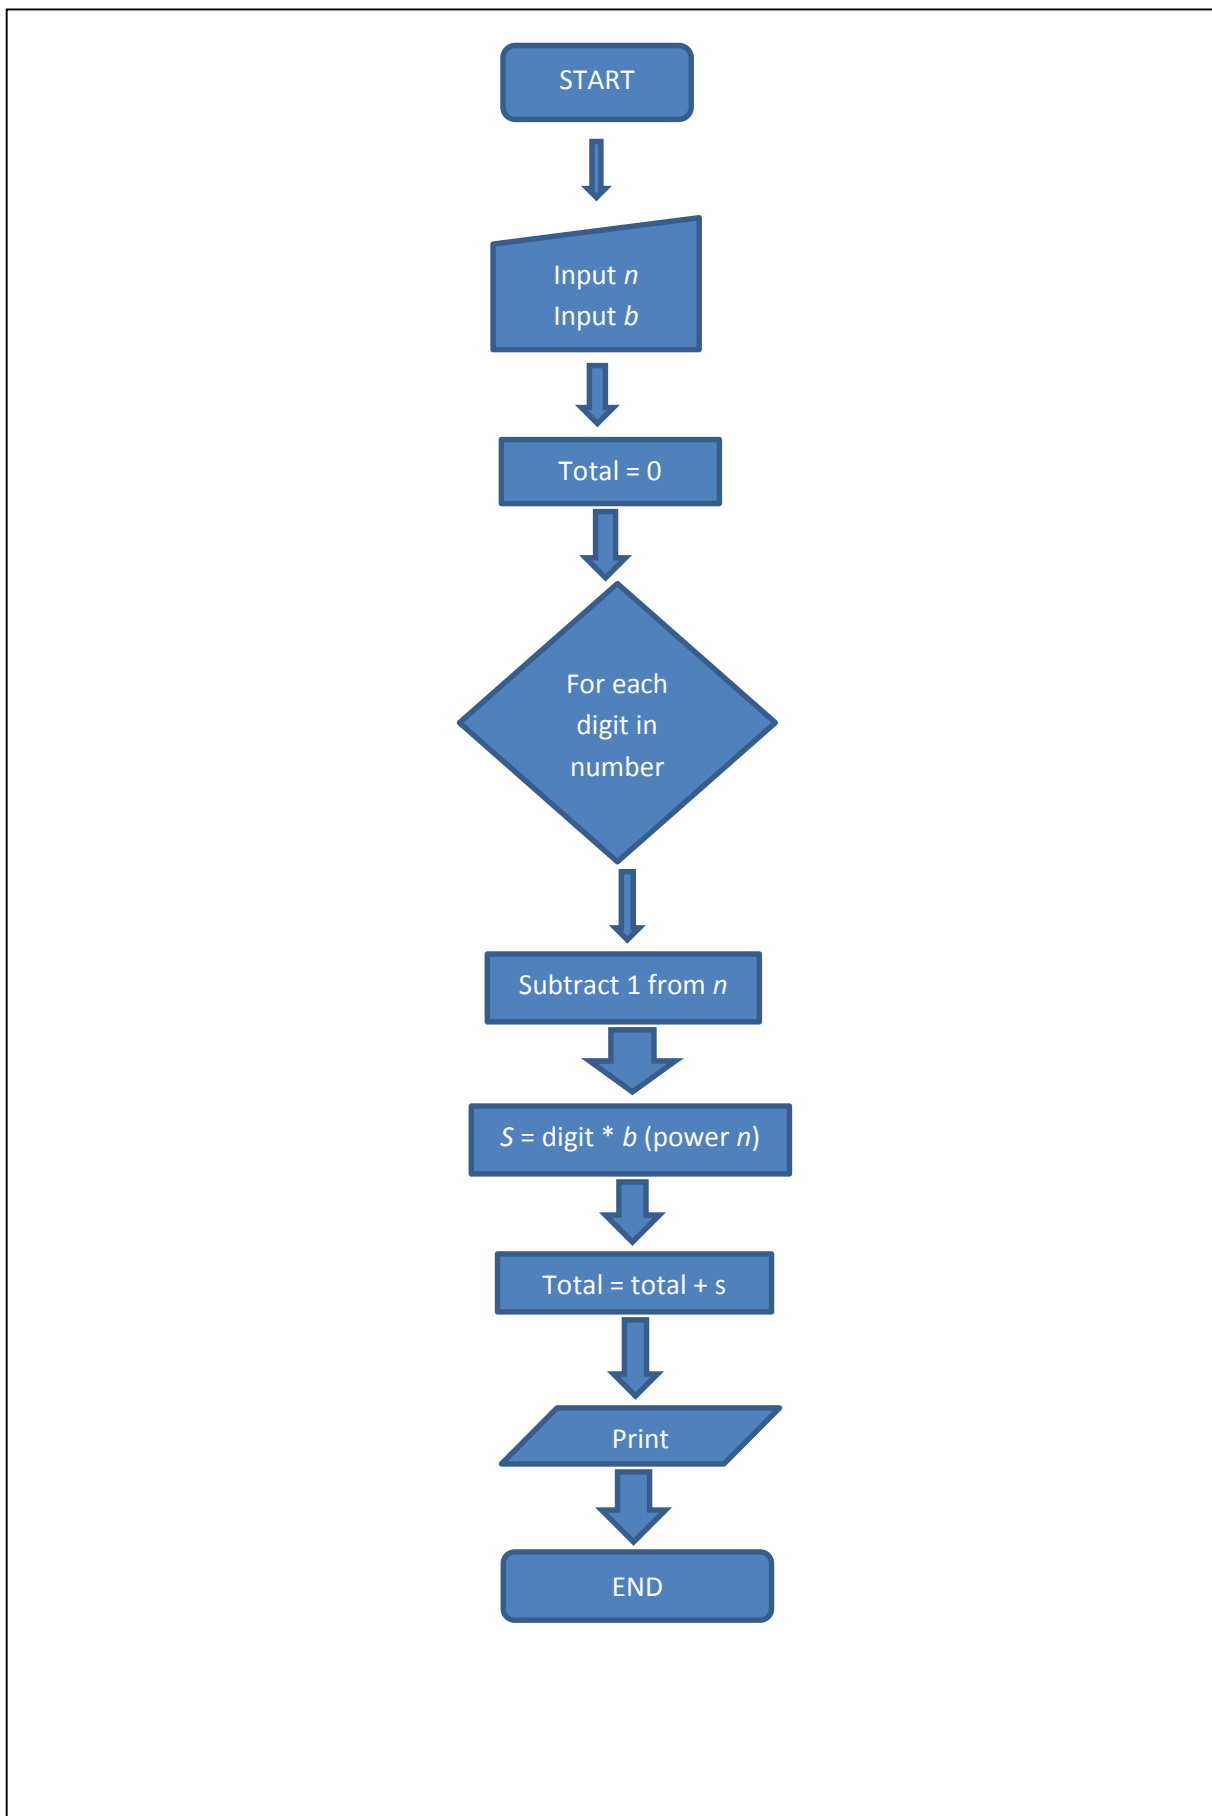 START
Input n
Input b
Total = 0
For each
digit in
number
Subtract 1 from n
S = digit * b (power n)
Total = total + s
Print
END